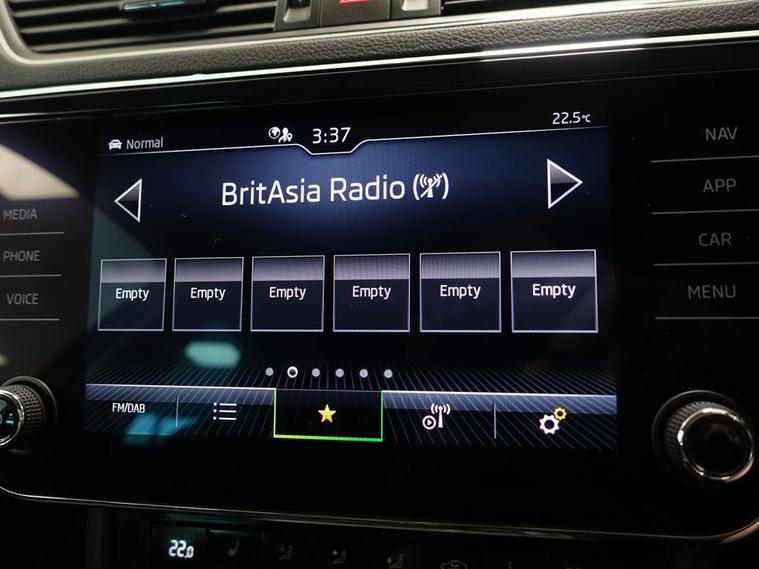 Normal
3:37
22.5°C
BritAsia Radio
MEDIA
PHONE
VOICE
NAV
APP
CAR
MENU
Empty Empty Empty Empty Empty Empty
FM/DAB
22.0